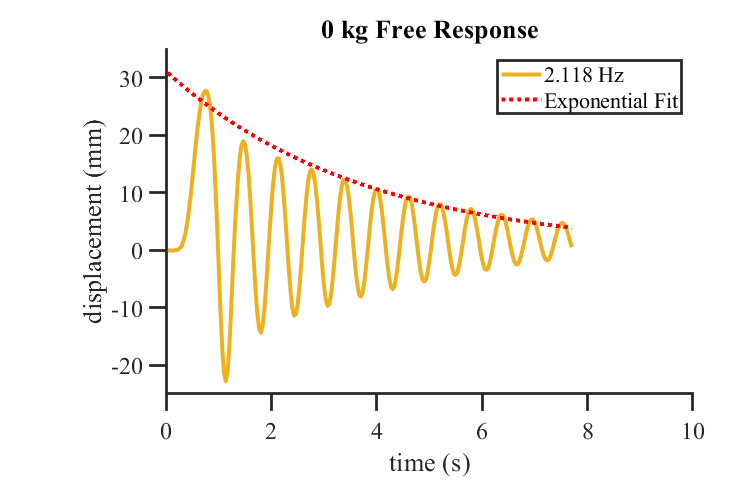 0 kg Free Response
2.118 Hz
Exponential Fit
displacement (mm)
30
20
10
0
-10
-20
0 2 4 6 8 10
time (s)